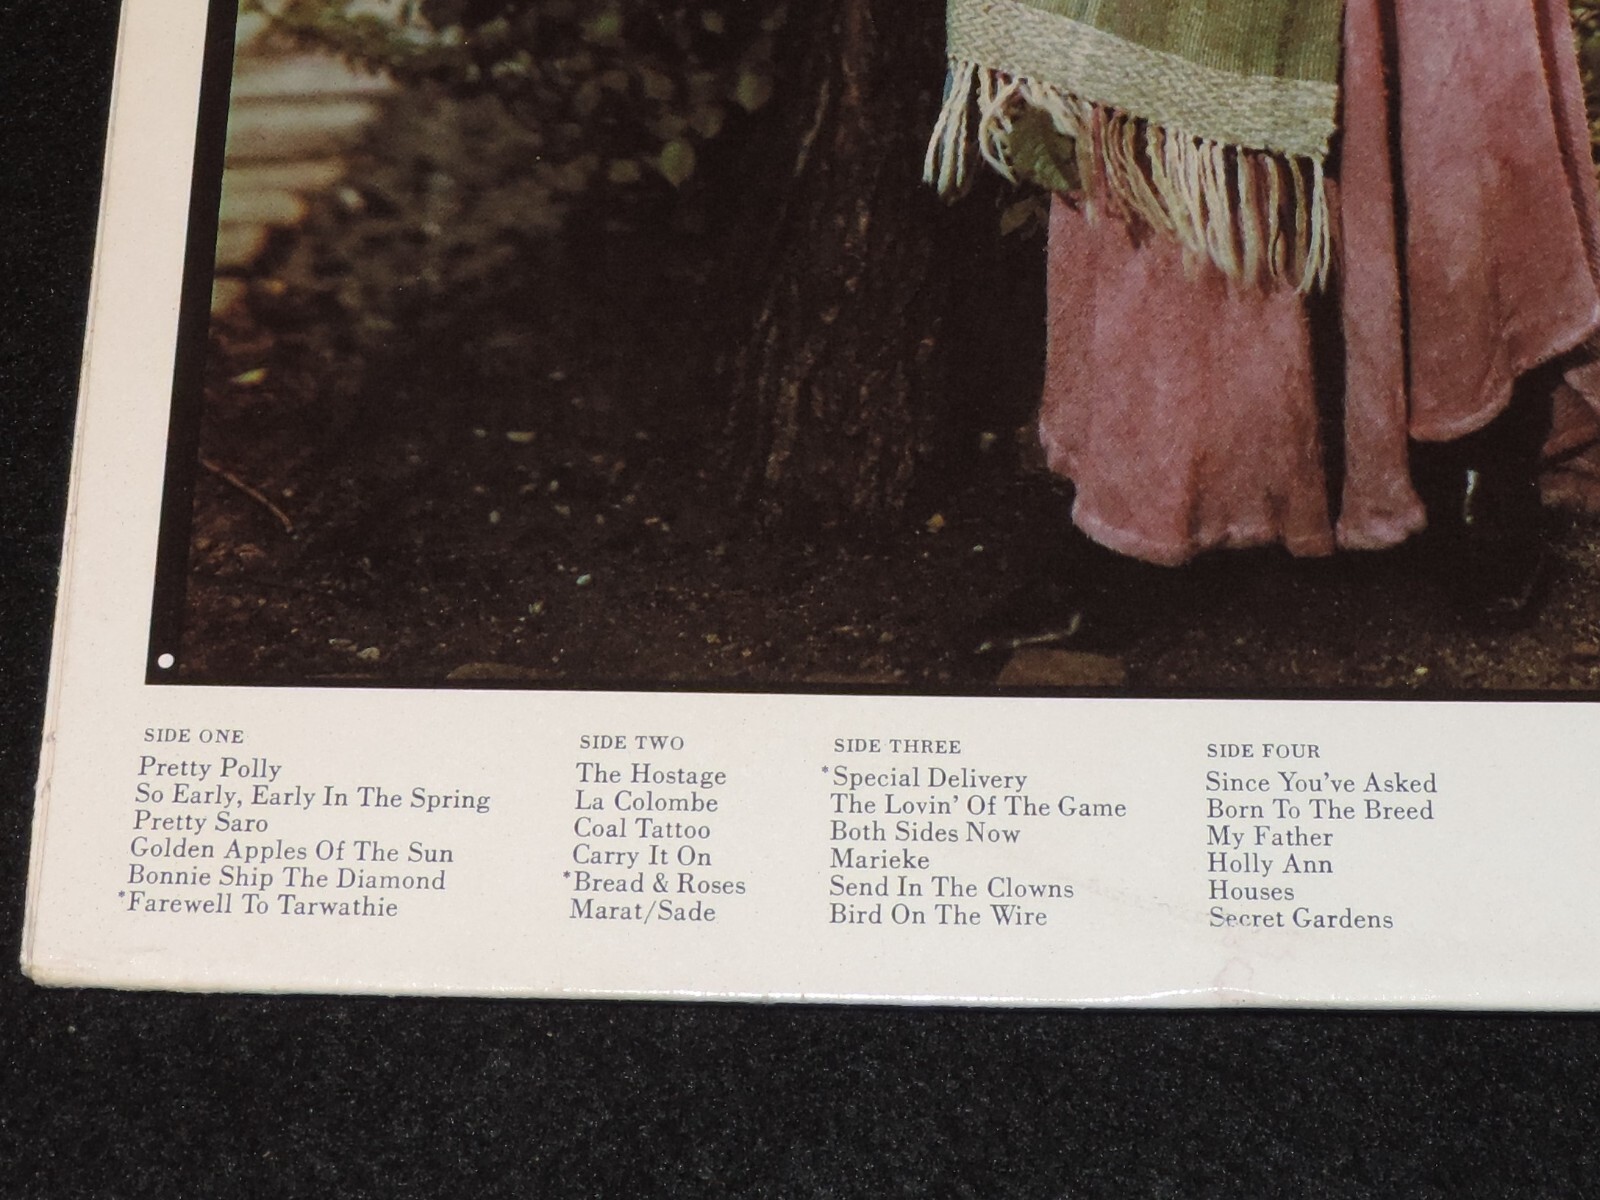 SIDE ONE
Pretty Polly
So Early, Early In The Spring
Pretty Saro
Golden Apples Of The Sun
Bonnie Ship The Diamond
*Farewell To Tarwathie
SIDE TWO
The Hostage
La Colombe
Coal Tattoo
Carry It On
*Bread & Roses
Marat/Sade
SIDE THREE
*Special Delivery
The Lovin' Of The Game
Both Sides Now
Marieke
Send In The Clowns
Bird On The Wire
SIDE FOUR
Since You've Asked
Born To The Breed
My Father
Holly Ann
Houses
Secret Gardens